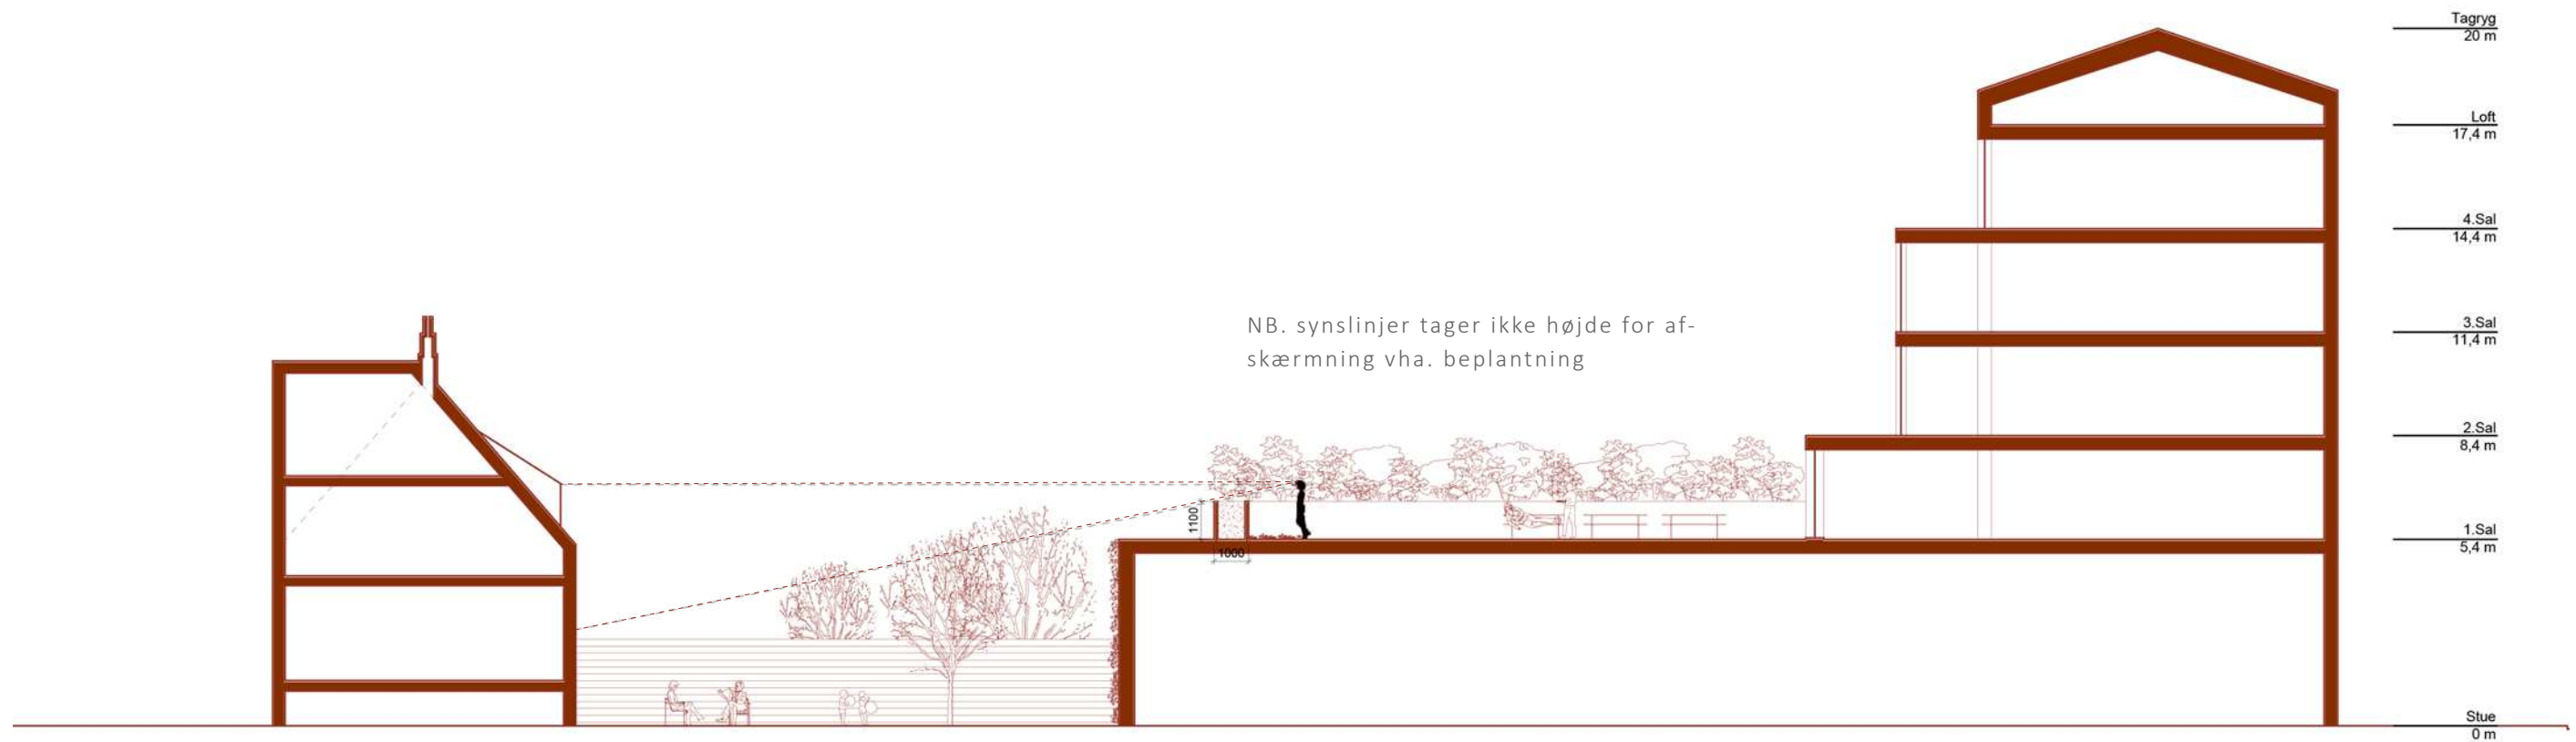 Tagryg
20 m
Loft
17,4 m
4.Sal
14,4 m
3.Sal
11,4 m
NB. synslinjer tager ikke højde for af-
skærmning vha. beplantning
2.Sal
8,4 m
1100
1000
1.Sal
5,4 m
Stue
0 m